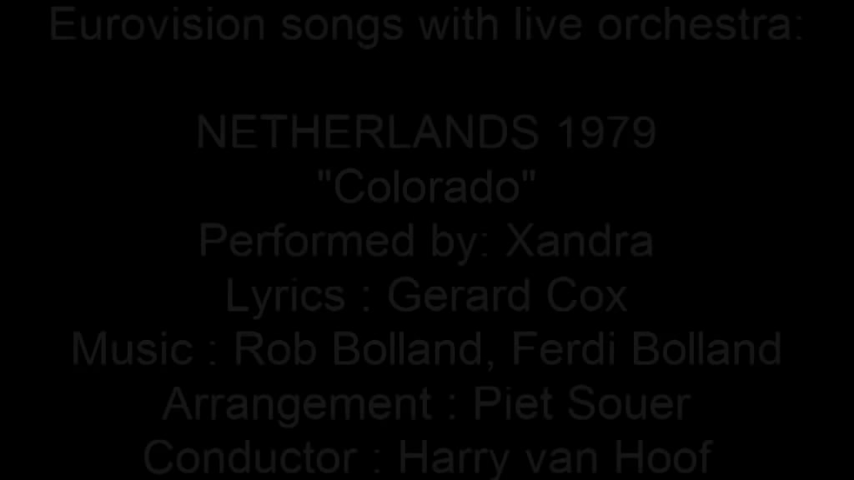 Eurovision songs with live orchestra:
NETHERLANDS 1979
"Colorado"
Performed by: Xandra
Lyrics : Gerard Cox
Music : Rob Bolland, Ferdi Bolland
Arrangement : Piet Souer
Conductor : Harry van Hoof